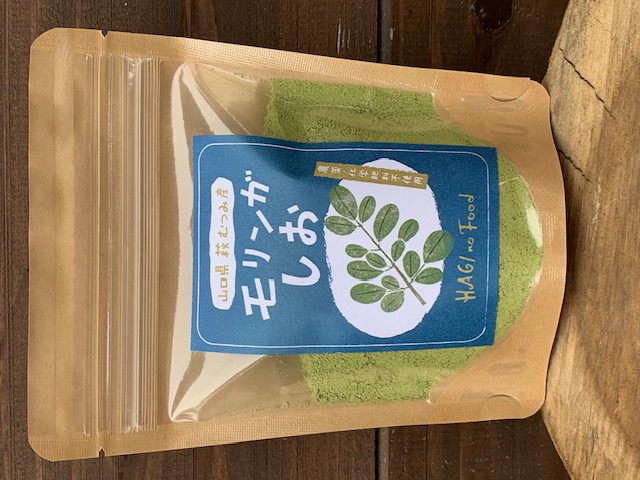 山口県 萩 むつみ産
モリンガ
しお
農薬・化学肥料不使用
HAGI no Food